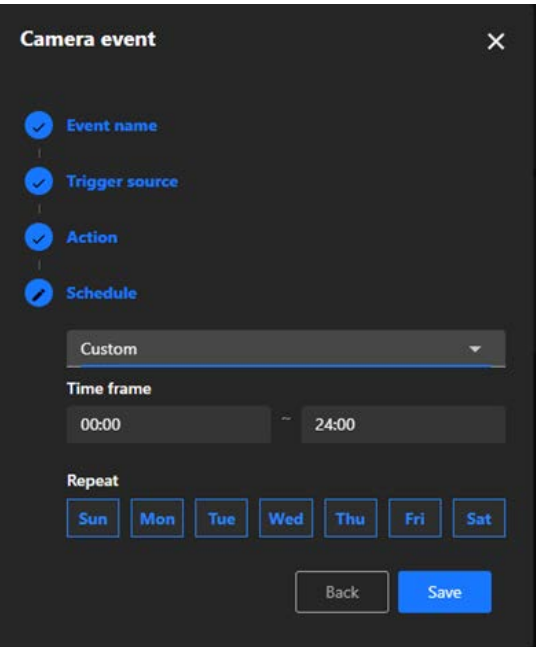 Camera event
Event name
Trigger source
Action
Schedule
Custom
Time frame
00:00 ~ 24:00
Repeat
Sun Mon Tue Wed Thu Fri Sat
Back Save